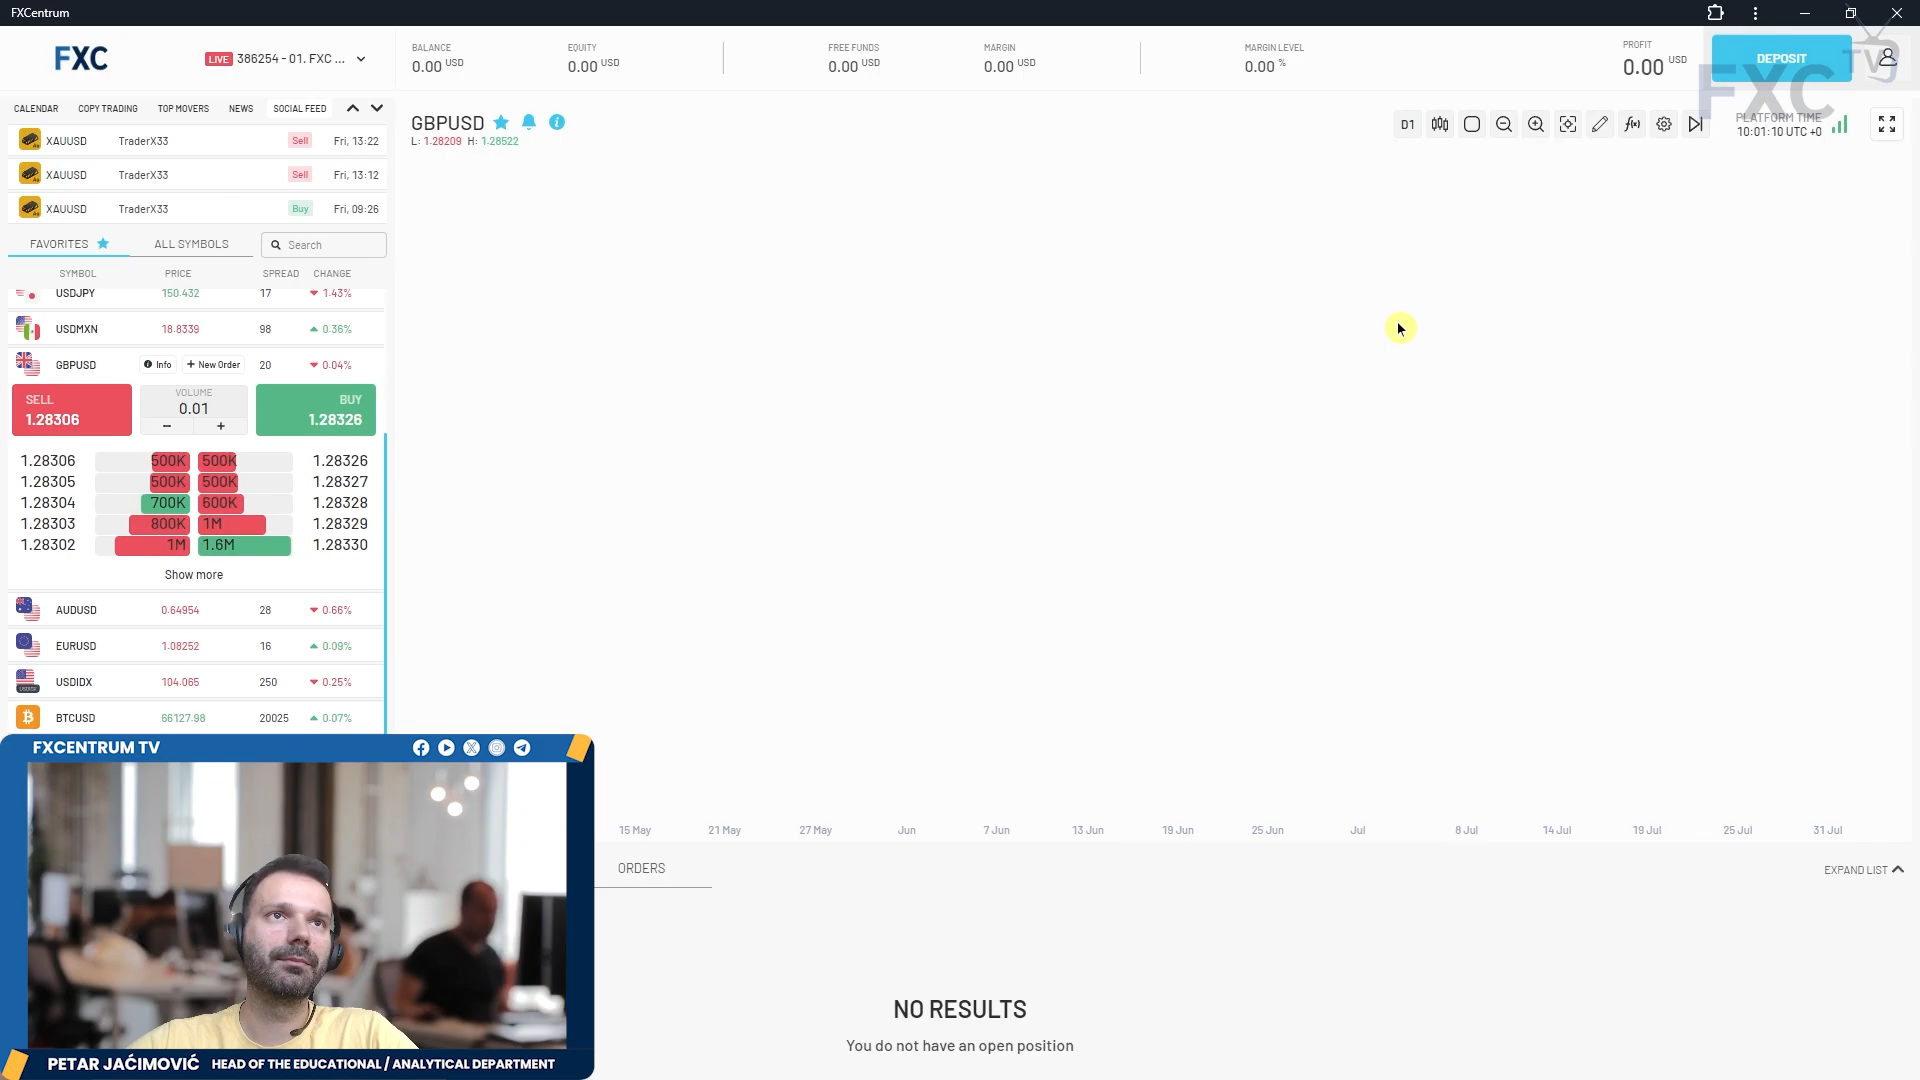 FXCentrum
FXC
LIVE 386254 - 01. FXC ...
BALANCE
0.00 USD
EQUITY
0.00 USD
FREE FUNDS
0.00 USD
MARGIN
0.00 USD
MARGIN LEVEL
0.00 %
PROFIT
0.00 USD
DEPOSIT
FXC TV
CALENDAR COPY TRADING TOP MOVERS NEWS SOCIAL FEED
XAUUSD TraderX33 Sell Fri, 13:22
XAUUSD TraderX33 Sell Fri, 13:12
XAUUSD TraderX33 Buy Fri, 09:26
FAVORITES ALL SYMBOLS Search
SYMBOL PRICE SPREAD CHANGE
USDJPY 150.432 17 1.43%
USDMXN 18.8339 98 0.36%
GBPUSD Info + New Order 20 0.04%
SELL
1.28306
VOLUME
0.01
− +
BUY
1.28326
1.28306 500K 500K 1.28326
1.28305 500K 500K 1.28327
1.28304 700K 600K 1.28328
1.28303 800K 1M 1.28329
1.28302 1M 1.6M 1.28330
Show more
AUDUSD 0.64954 28 0.66%
EURUSD 1.08252 16 0.09%
USDIDX 104.065 250 0.25%
BTCUSD 66127.98 20025 0.07%
GBPUSD
L: 1.28209 H: 1.28522
D1
PLATFORM TIME
10:01:10 UTC +0
15 May 21 May 27 May Jun 7 Jun 13 Jun 19 Jun 25 Jun Jul 8 Jul 14 Jul 19 Jul 25 Jul 31 Jul
ORDERS
EXPAND LIST
NO RESULTS
You do not have an open position
FXCENTRUM TV
PETAR JAĆIMOVIĆ HEAD OF THE EDUCATIONAL / ANALYTICAL DEPARTMENT